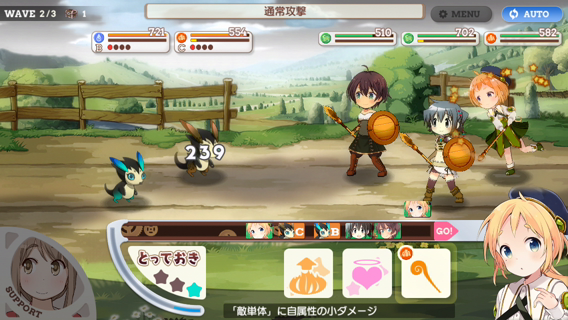 WAVE 2/3 1
通常攻撃
MENU
AUTO
721
B
554
C
510
702
582
239
C
B
GO!
とっておき
SUPPORT
「敵単体」に自属性の小ダメージ